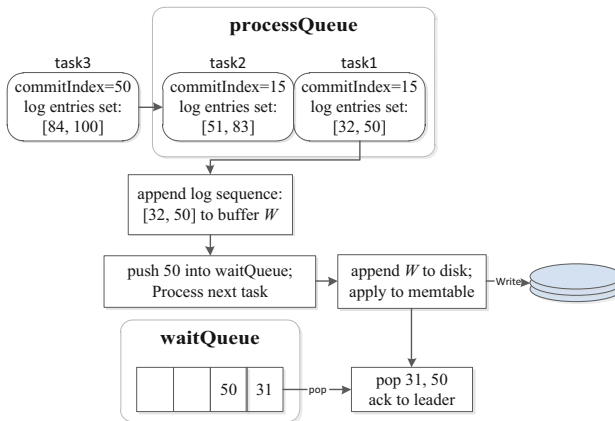 processQueue
task3
task2
task1
commitIndex=50
log entries set:
[84, 100]
commitIndex=15
log entries set:
[51, 83]
commitIndex=15
log entries set:
[32, 50]
append log sequence:
[32, 50] to buffer W
push 50 into waitQueue;
Process next task
append W to disk;
apply to memtable
Write
waitQueue
50
31
pop
pop 31, 50
ack to leader